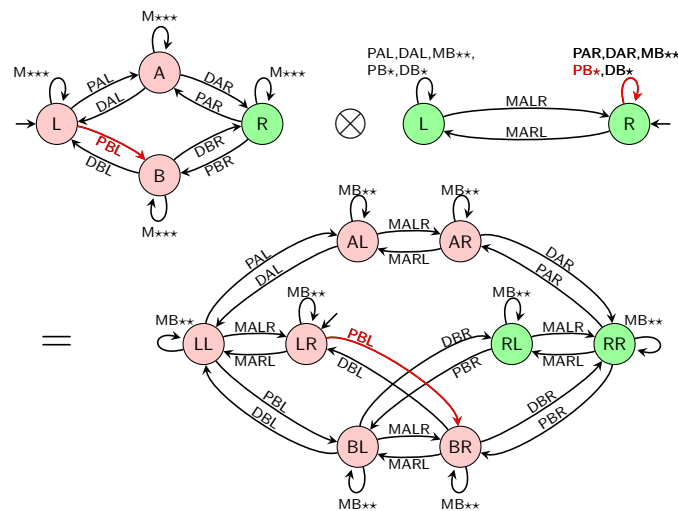 M⋆⋆⋆
M⋆⋆⋆
M⋆⋆⋆
PAL
A
DAR
DAL
PAR
L
R
PBL
DBR
DBL
PBR
B
M⋆⋆⋆
⊗
PAL,DAL,MB⋆⋆,
PB⋆,DB⋆
PAR,DAR,MB⋆⋆
PB⋆,DB⋆
MALR
L
R
MARL
=
MB⋆⋆
MB⋆⋆
MALR
AL
AR
MARL
PAL
DAL
DAR
PAR
MB⋆⋆
MB⋆⋆
MB⋆⋆
MB⋆⋆
MALR
PBL
DBR
MALR
LL
LR
RL
RR
MARL
DBL
PBR
MARL
PBL
DBL
DBR
PBR
MALR
BL
BR
MARL
MB⋆⋆
MB⋆⋆